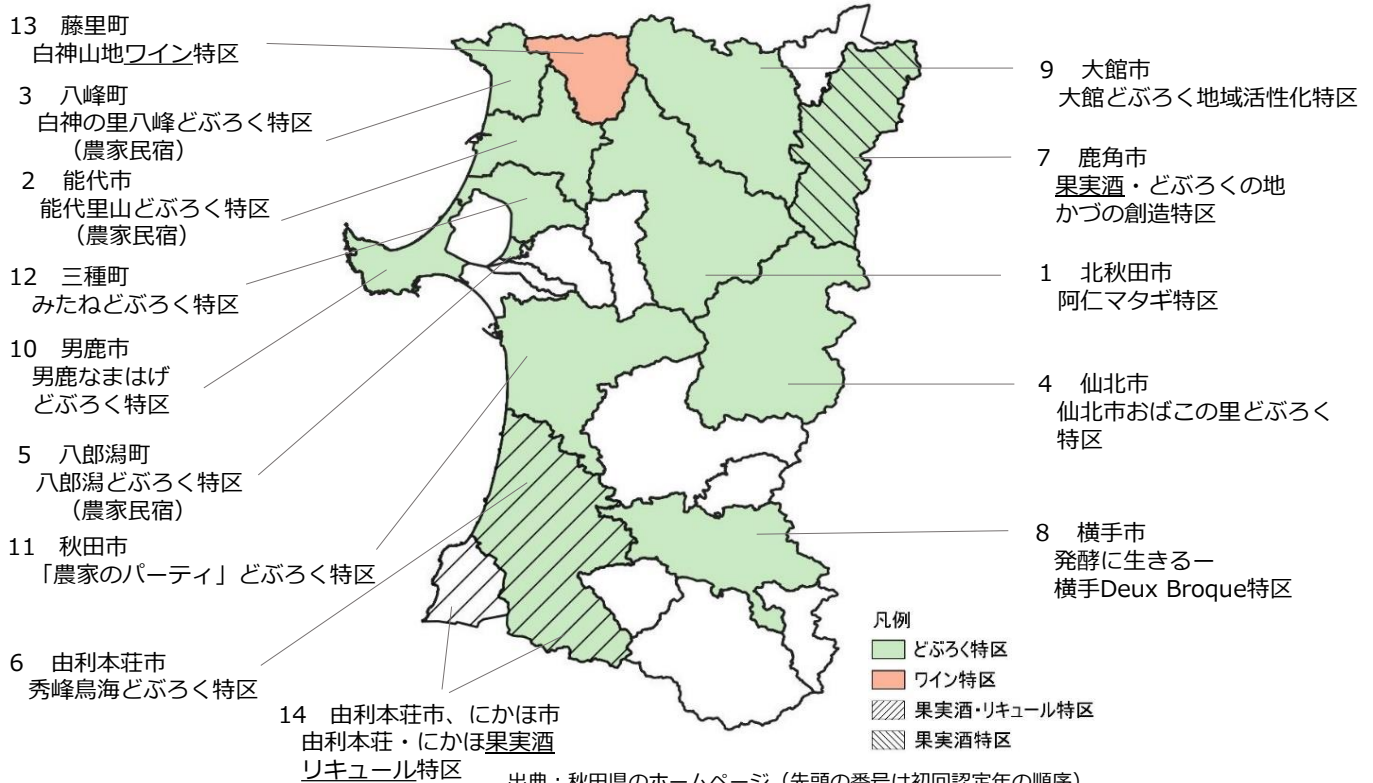 13 藤里町
白神山地ワイン特区
3 八峰町
白神の里八峰どぶろく特区
（農家民宿）
2 能代市
能代里山どぶろく特区
（農家民宿）
12 三種町
みたねどぶろく特区
10 男鹿市
男鹿なまはげ
どぶろく特区
5 八郎潟町
八郎潟どぶろく特区
（農家民宿）
11 秋田市
「農家のパーティ」どぶろく特区
6 由利本荘市
秀峰鳥海どぶろく特区
14 由利本荘市、にかほ市
由利本荘・にかほ果実酒
リキュール特区
9 大館市
大館どぶろく地域活性化特区
7 鹿角市
果実酒・どぶろくの地
かづの創造特区
1 北秋田市
阿仁マタギ特区
4 仙北市
仙北市おばこの里どぶろく
特区
8 横手市
発酵に生きるー
横手Deux Broque特区
凡例
どぶろく特区
ワイン特区
果実酒・リキュール特区
果実酒特区
出典：秋田県のホームページ（先頭の番号は初回認定年の順序）